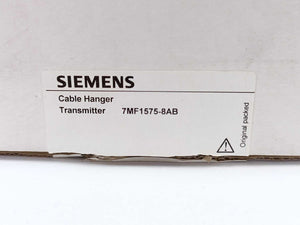 SIEMENS
Cable Hanger
Transmitter 7MF1575-8AB
Original packed